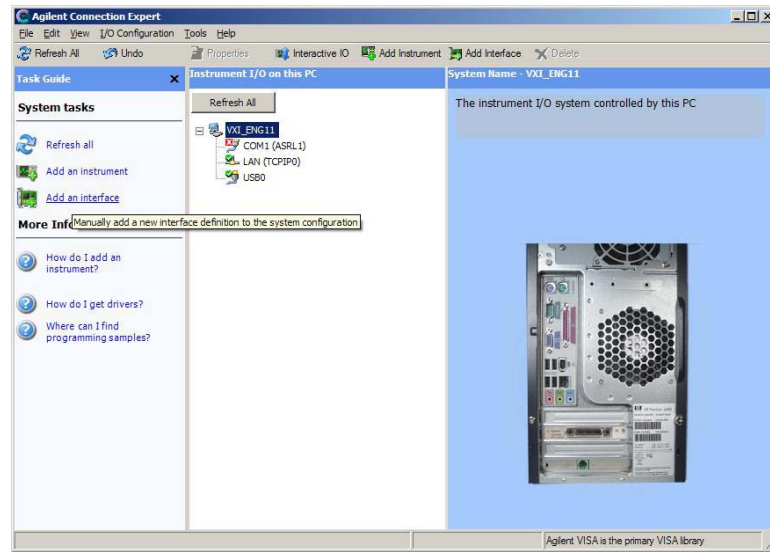 Agilent Connection Expert
File Edit View I/O Configuration Tools Help
Refresh All Undo Properties Interactive IO Add Instrument Add Interface Delete
Task Guide
System tasks
Refresh all
Add an instrument
Add an interface
Manually add a new interface definition to the system configuration
More Info
How do I add an
instrument?
How do I get drivers?
Where can I find
programming samples?
Instrument I/O on this PC
Refresh All
VXI_ENG11
COM1 (ASRL1)
LAN (TCPIP0)
USB0
System Name - VXI_ENG11
The instrument I/O system controlled by this PC
Agilent VISA is the primary VISA library